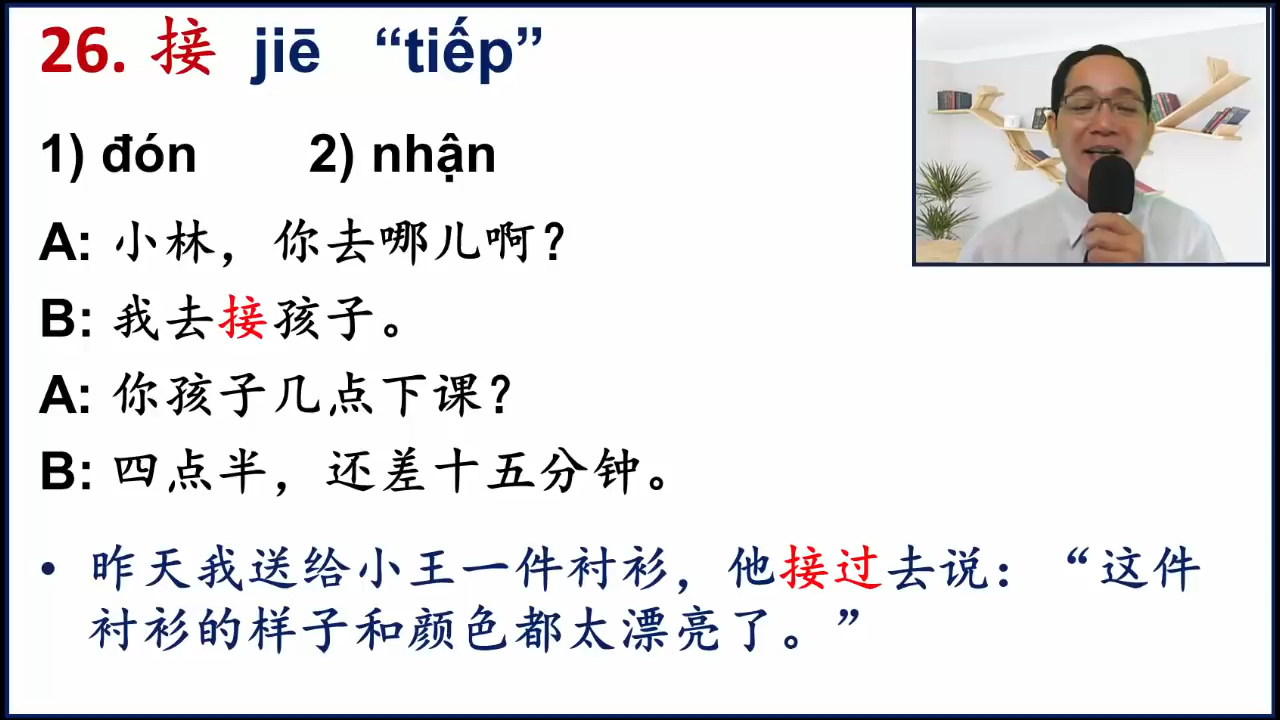 26. 接 jiē “tiếp”
1) đón 2) nhận
A: 小林，你去哪儿啊？
B: 我去接孩子。
A: 你孩子几点下课？
B: 四点半，还差十五分钟。
• 昨天我送给小王一件衬衫，他接过去说：“这件
衬衫的样子和颜色都太漂亮了。”